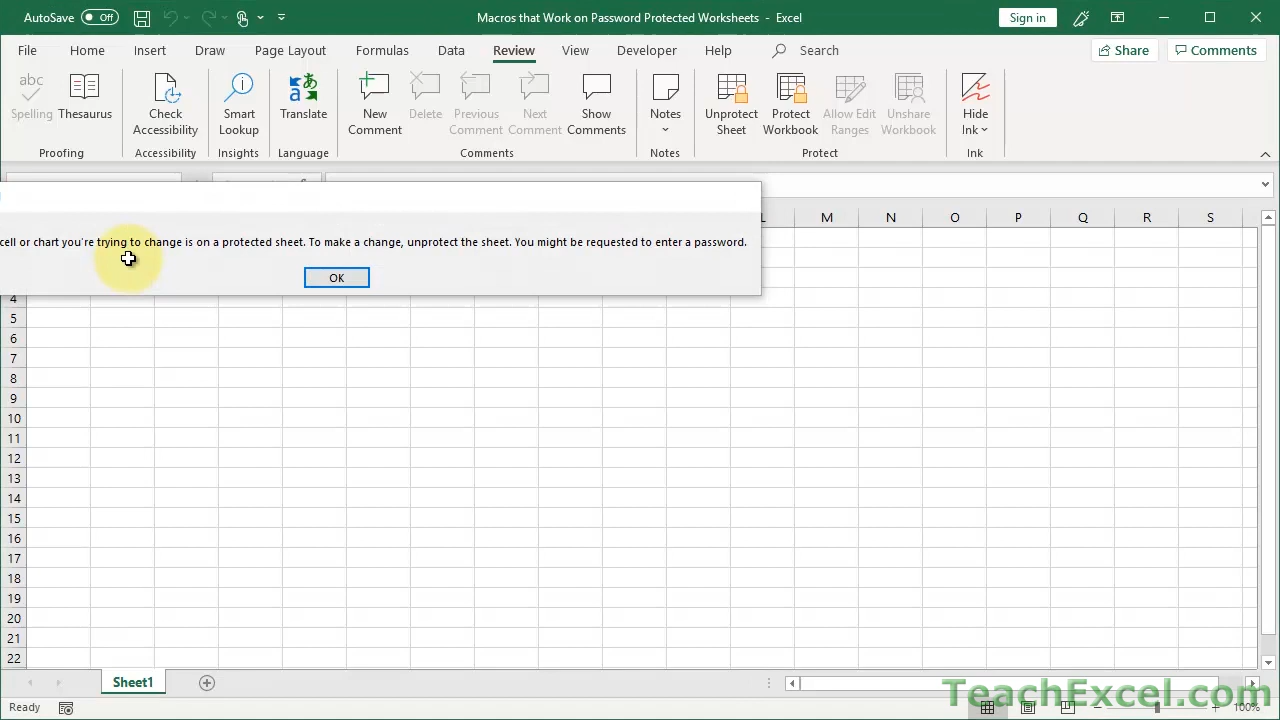 AutoSave Off
Macros that Work on Password Protected Worksheets - Excel
Sign in
File Home Insert Draw Page Layout Formulas Data Review View Developer Help Search Share Comments
abc
Spelling
Thesaurus
Proofing
Check
Accessibility
Accessibility
Smart
Lookup
Insights
Translate
Language
New
Comment
Delete
Previous
Comment
Next
Comment
Show
Comments
Comments
Notes
Notes
Unprotect
Sheet
Protect
Workbook
Allow Edit
Ranges
Unshare
Workbook
Protect
Hide
Ink
Ink
cell or chart you're trying to change is on a protected sheet. To make a change, unprotect the sheet. You might be requested to enter a password.
OK
L M N O P Q R S
4
5
6
7
8
9
10
11
12
13
14
15
16
17
18
19
20
21
22
Sheet1
Ready
100%
TeachExcel.com